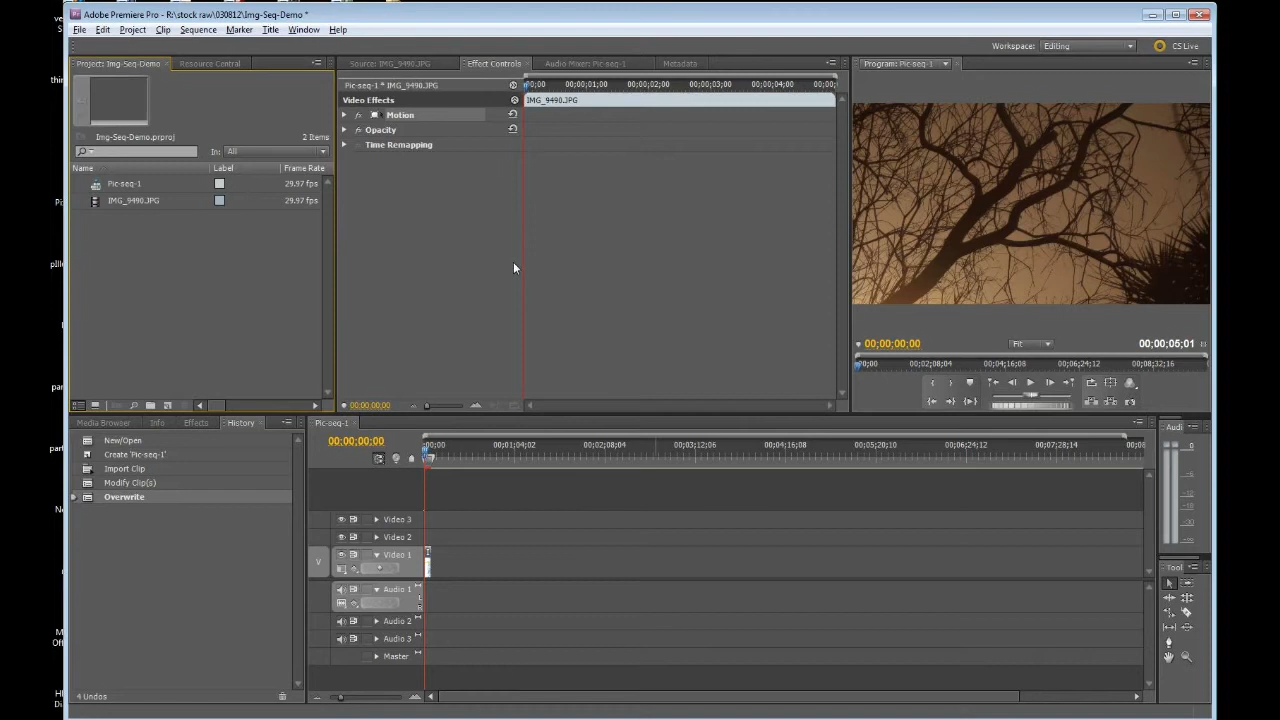 Adobe Premiere Pro - R:\stock raw\030812\Img-Seq-Demo *
File Edit Project Clip Sequence Marker Title Window Help
Workspace: Editing CS Live
Project: Img-Seq-Demo Resource Central
Source: IMG_9490.JPG Effect Controls Audio Mixer: Pic-seq-1 Metadata
Program: Pic-seq-1
Pic-seq-1 * IMG_9490.JPG
00;00 00;00;01;00 00;00;02;00 00;00;03;00 00;00;04;00 00;00;
Video Effects
IMG_9490.JPG
fx Motion
fx Opacity
Time Remapping
Img-Seq-Demo.prproj 2 Items
In: All
Name Label Frame Rate
Pic-seq-1 29.97 fps
IMG_9490.JPG 29.97 fps
00;00;00;00 Fit 00;00;05;01
00;00 00;02;08;04 00;04;16;08 00;06;24;12 00;08;32;16
00;00;00;00
Media Browser Info Effects History
New/Open
Create 'Pic-seq-1'
Import Clip
Modify Clip(s)
Overwrite
4 Undos
Pic-seq-1
00;00;00;00
00;00 00;01;04;02 00;02;08;04 00;03;12;06 00;04;16;08 00;05;20;10 00;06;24;12 00;07;28;14 00;08
Video 3
Video 2
V Video 1
Audio 1
Audio 2
Audio 3
Master
Audi
0
-6
-12
-18
Tool